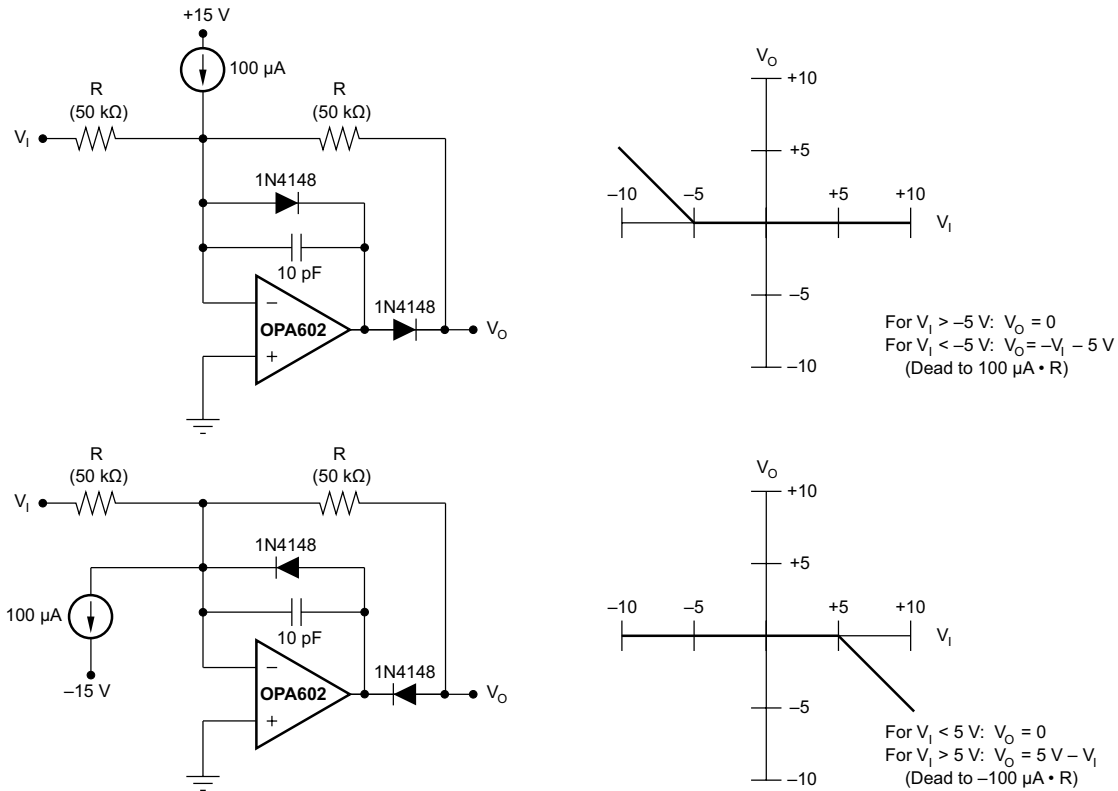 +15 V
100 µA
R
(50 kΩ)
R
(50 kΩ)
V_I
1N4148
10 pF
−
OPA602
+
1N4148
V_O
V_O
+10
+5
–10
–5
+5
+10
V_I
–5
–10
For V_I > –5 V: V_O = 0
For V_I < –5 V: V_O = –V_I – 5 V
(Dead to 100 µA • R)
R
(50 kΩ)
R
(50 kΩ)
V_I
1N4148
100 µA
10 pF
–15 V
−
OPA602
+
1N4148
V_O
V_O
+10
+5
–10
–5
+5
+10
V_I
–5
–10
For V_I < 5 V: V_O = 0
For V_I > 5 V: V_O = 5 V – V_I
(Dead to –100 µA • R)